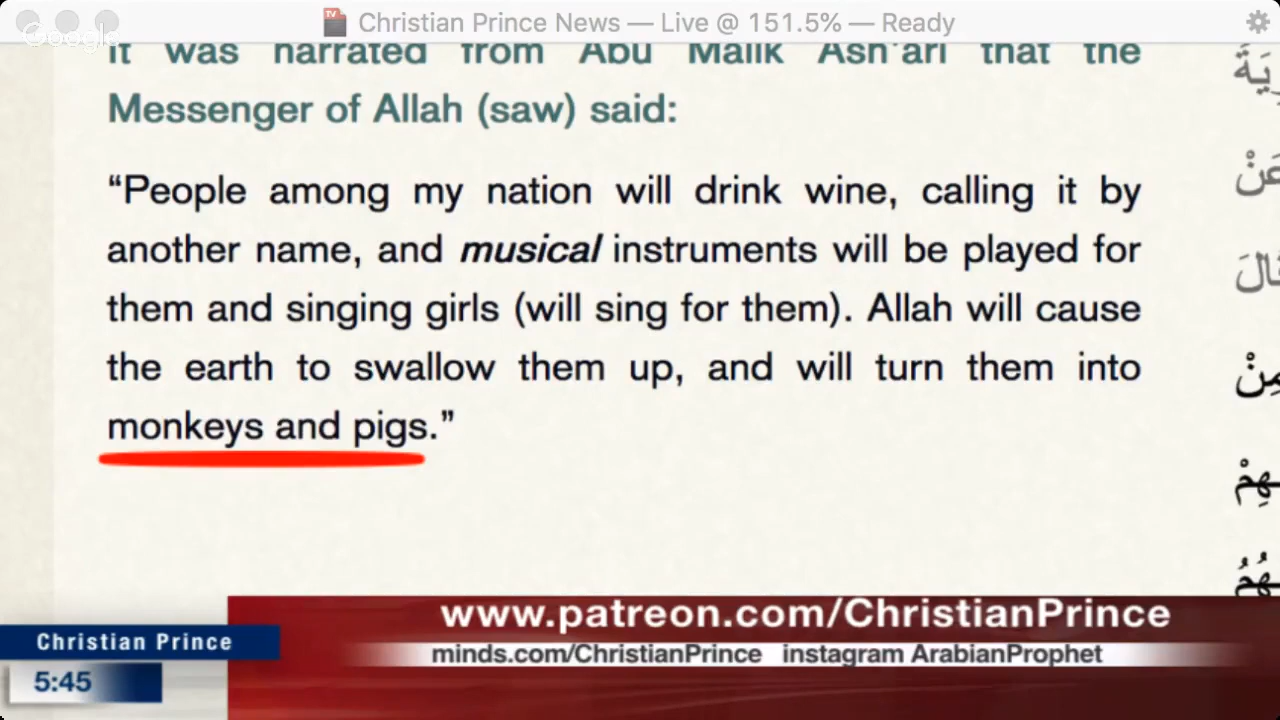 Christian Prince News — Live @ 151.5% — Ready
Google
It was narrated from Abu Malik Ash'ari that the
Messenger of Allah (saw) said:
“People among my nation will drink wine, calling it by
another name, and musical instruments will be played for
them and singing girls (will sing for them). Allah will cause
the earth to swallow them up, and will turn them into
monkeys and pigs.”
عَنْ
مِنْ
www.patreon.com/ChristianPrince
Christian Prince
minds.com/ChristianPrince instagram ArabianProphet
5:45